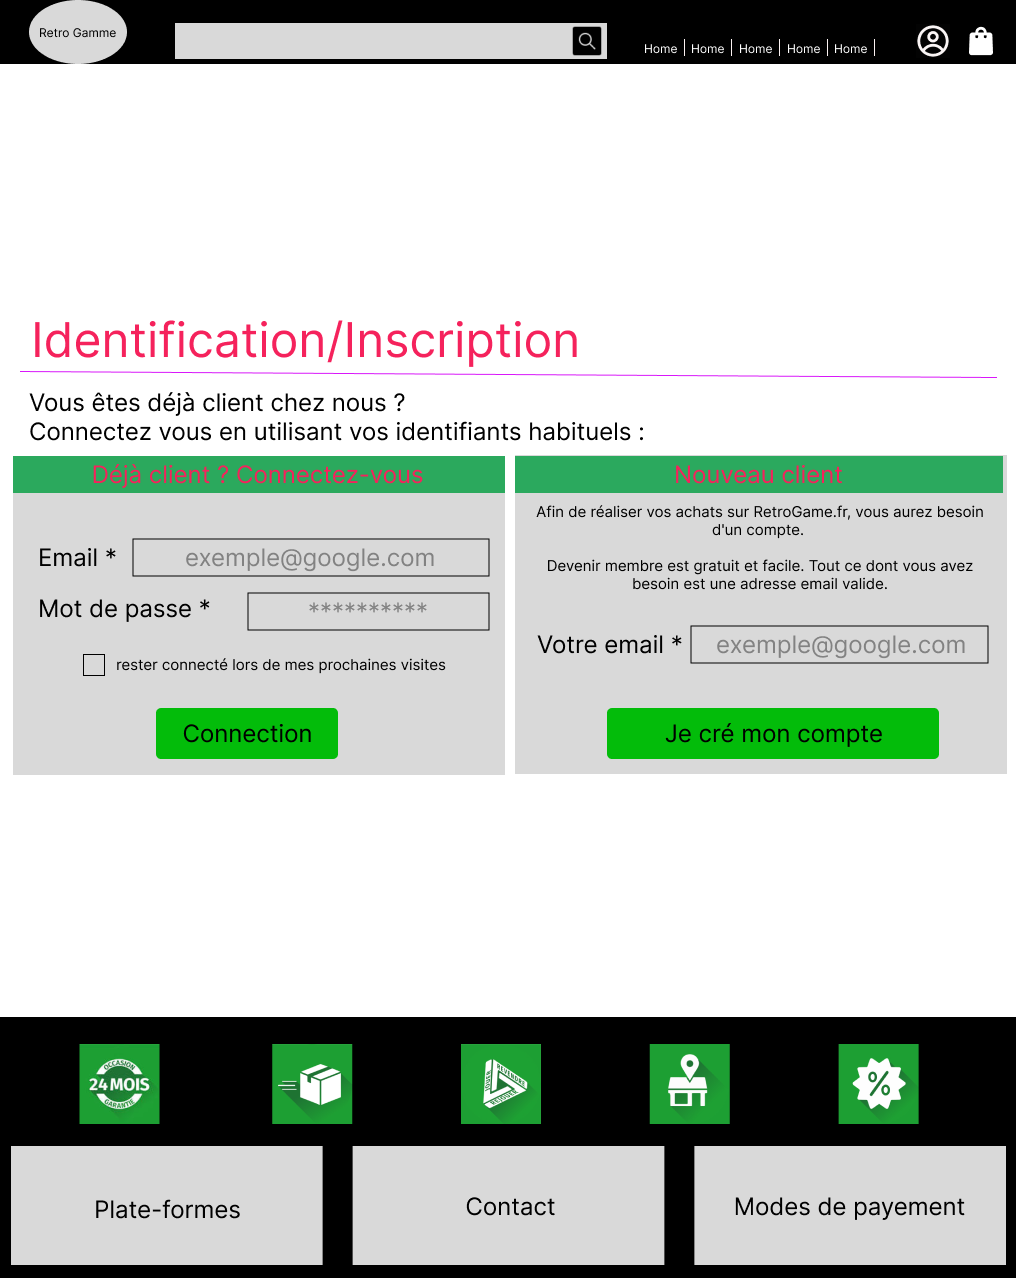 Retro Gamme
Home
Home
Home
Home
Home
Identification/Inscription
Vous êtes déjà client chez nous ?
Connectez vous en utilisant vos identifiants habituels :
Déjà client ? Connectez-vous
Email *
exemple@google.com
Mot de passe *
**********
rester connecté lors de mes prochaines visites
Connection
Nouveau client
Afin de réaliser vos achats sur RetroGame.fr, vous aurez besoin
d'un compte.
Devenir membre est gratuit et facile. Tout ce dont vous avez
besoin est une adresse email valide.
Votre email *
exemple@google.com
Je cré mon compte
OCCASION
24 MOIS
GARANTIE
JOUER
REVENDRE
REJOUER
%
Plate-formes
Contact
Modes de payement